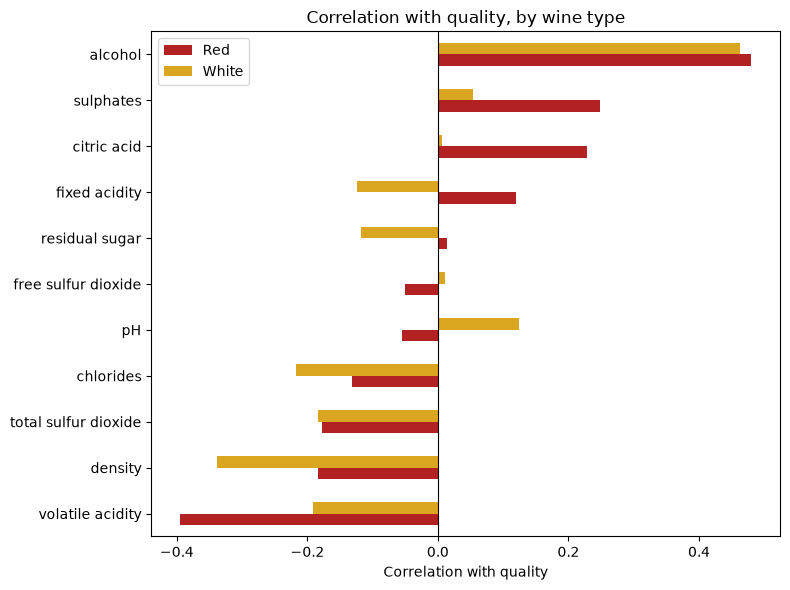 Correlation with quality, by wine type
Red
White
alcohol
sulphates
citric acid
fixed acidity
residual sugar
free sulfur dioxide
pH
chlorides
total sulfur dioxide
density
volatile acidity
−0.4 −0.2 0.0 0.2 0.4
Correlation with quality